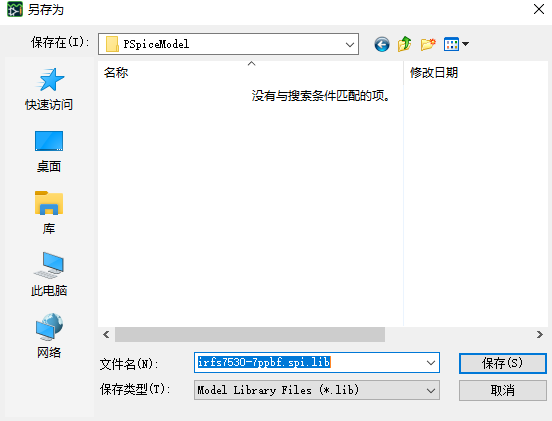 另存为
保存在(I):
PSpiceModel
名称
修改日期
没有与搜索条件匹配的项。
快速访问
桌面
库
此电脑
网络
文件名(N):
irfs7530-7ppbf.spi.lib
保存(S)
保存类型(T):
Model Library Files (*.lib)
取消